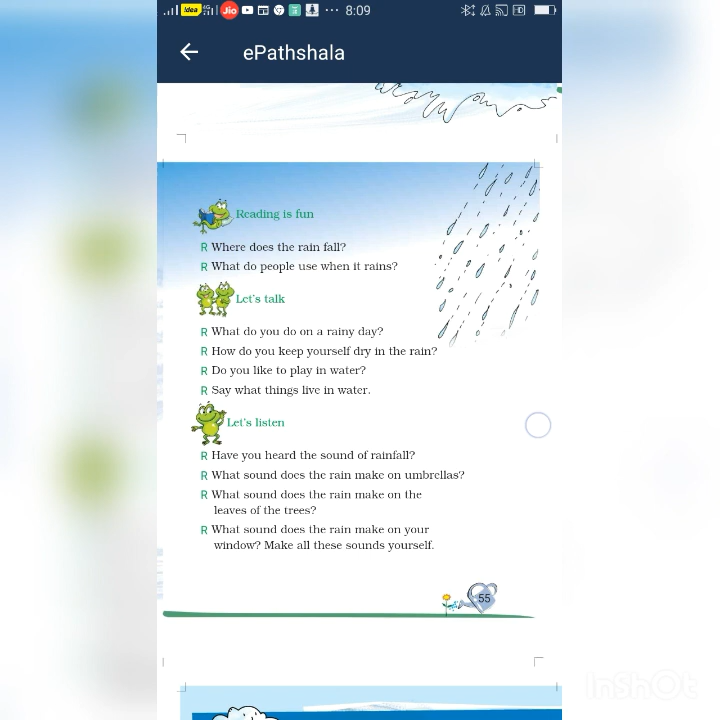 idea
4G
Jio
8:09
ePathshala
Reading is fun
R Where does the rain fall?
R What do people use when it rains?
Let's talk
R What do you do on a rainy day?
R How do you keep yourself dry in the rain?
R Do you like to play in water?
R Say what things live in water.
Let's listen
R Have you heard the sound of rainfall?
R What sound does the rain make on umbrellas?
R What sound does the rain make on the
leaves of the trees?
R What sound does the rain make on your
window? Make all these sounds yourself.
55
InShOt